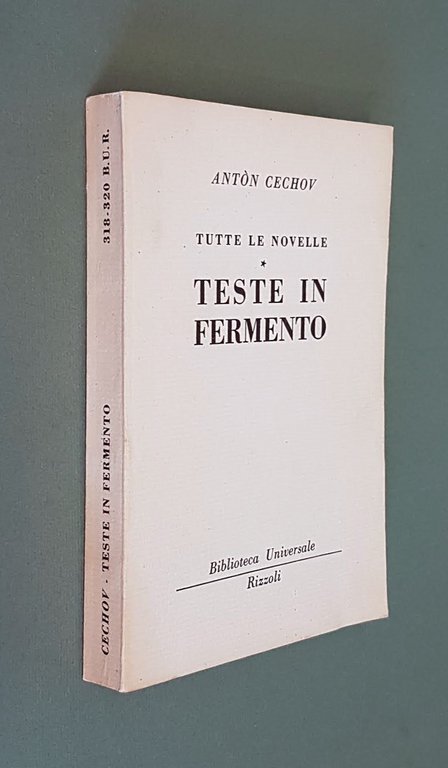 ANTÒN CECHOV
TUTTE LE NOVELLE
*
TESTE IN
FERMENTO
Biblioteca Universale
Rizzoli
CECHOV - TESTE IN FERMENTO
318-320 B.U.R.